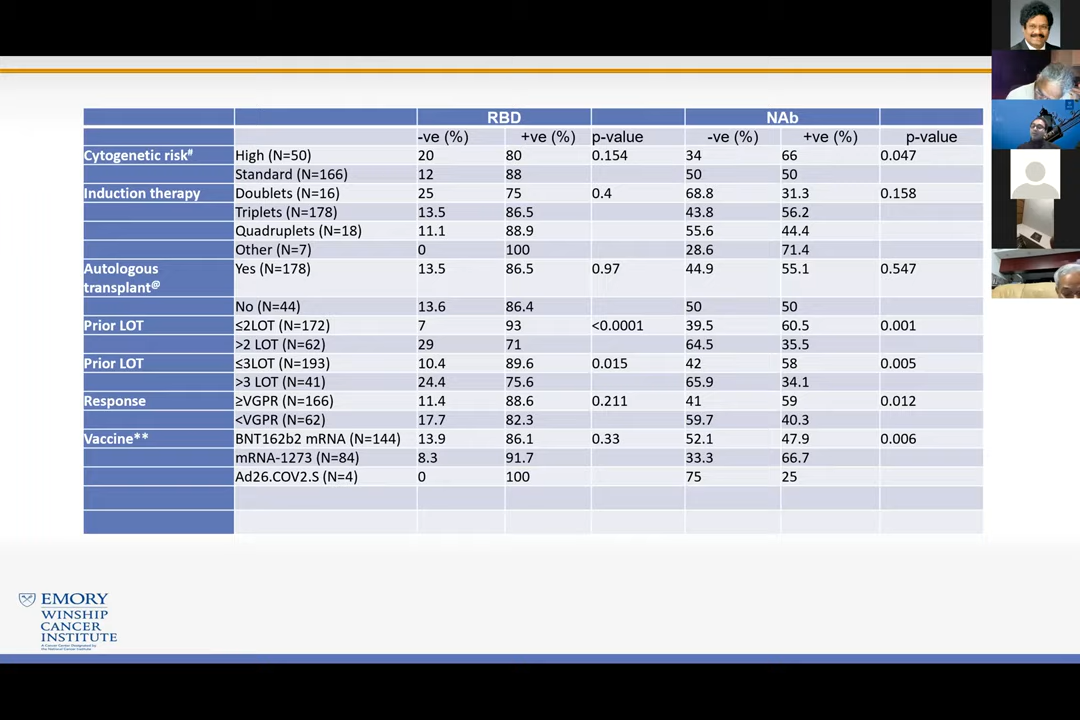 RBD NAb
-ve (%) +ve (%) p-value -ve (%) +ve (%) p-value
Cytogenetic risk# High (N=50) 20 80 0.154 34 66 0.047
Standard (N=166) 12 88 50 50
Induction therapy Doublets (N=16) 25 75 0.4 68.8 31.3 0.158
Triplets (N=178) 13.5 86.5 43.8 56.2
Quadruplets (N=18) 11.1 88.9 55.6 44.4
Other (N=7) 0 100 28.6 71.4
Autologous Yes (N=178) 13.5 86.5 0.97 44.9 55.1 0.547
transplant@
No (N=44) 13.6 86.4 50 50
Prior LOT ≤2LOT (N=172) 7 93 <0.0001 39.5 60.5 0.001
>2 LOT (N=62) 29 71 64.5 35.5
Prior LOT ≤3LOT (N=193) 10.4 89.6 0.015 42 58 0.005
>3 LOT (N=41) 24.4 75.6 65.9 34.1
Response ≥VGPR (N=166) 11.4 88.6 0.211 41 59 0.012
<VGPR (N=62) 17.7 82.3 59.7 40.3
Vaccine** BNT162b2 mRNA (N=144) 13.9 86.1 0.33 52.1 47.9 0.006
mRNA-1273 (N=84) 8.3 91.7 33.3 66.7
Ad26.COV2.S (N=4) 0 100 75 25
EMORY
WINSHIP
CANCER
INSTITUTE
A Cancer Center Designated by
the National Cancer Institute